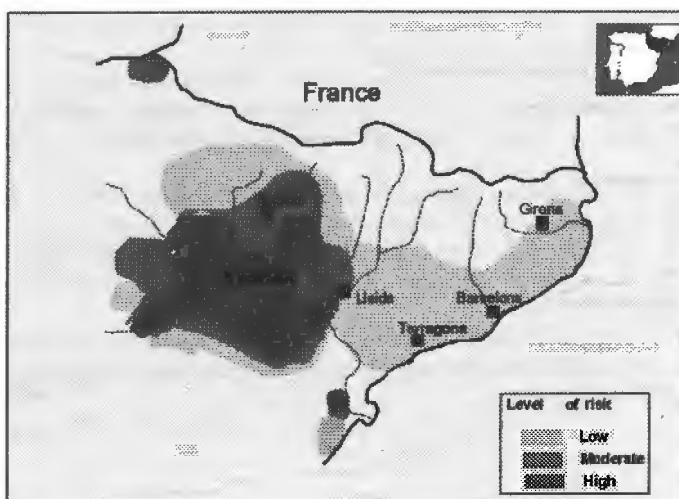 France
Girona
Lleida
Barcelona
Tarragona
Level of risk
Low
Moderate
High